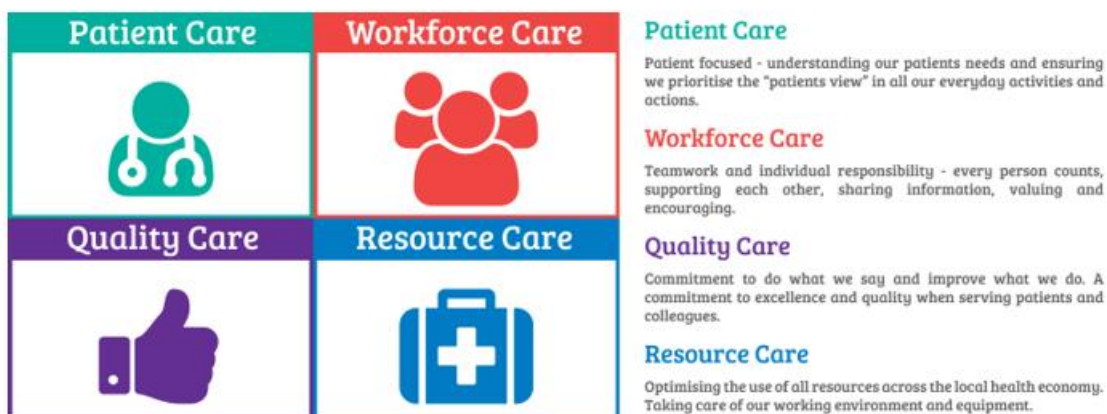 Patient Care
Workforce Care
Quality Care
Resource Care
Patient Care
Patient focused - understanding our patients needs and ensuring
we prioritise the "patients view" in all our everyday activities and
actions.
Workforce Care
Teamwork and individual responsibility - every person counts,
supporting each other, sharing information, valuing and
encouraging.
Quality Care
Commitment to do what we say and improve what we do. A
commitment to excellence and quality when serving patients and
colleagues.
Resource Care
Optimising the use of all resources across the local health economy.
Taking care of our working environment and equipment.